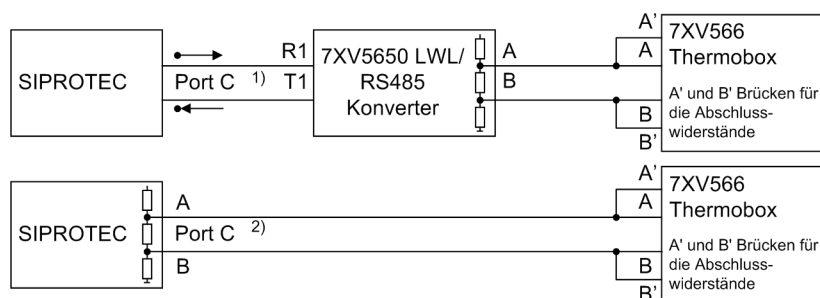 A'
R1 7XV5650 LWL/ A 7XV566
A Thermobox
SIPROTEC Port C 1) RS485 B
T1 Konverter
A' und B' Brücken für
B die Abschluss-
widerstände
B'
A'
7XV566
A A Thermobox
SIPROTEC Port C 2)
A' und B' Brücken für
B B die Abschluss-
widerstände
B'